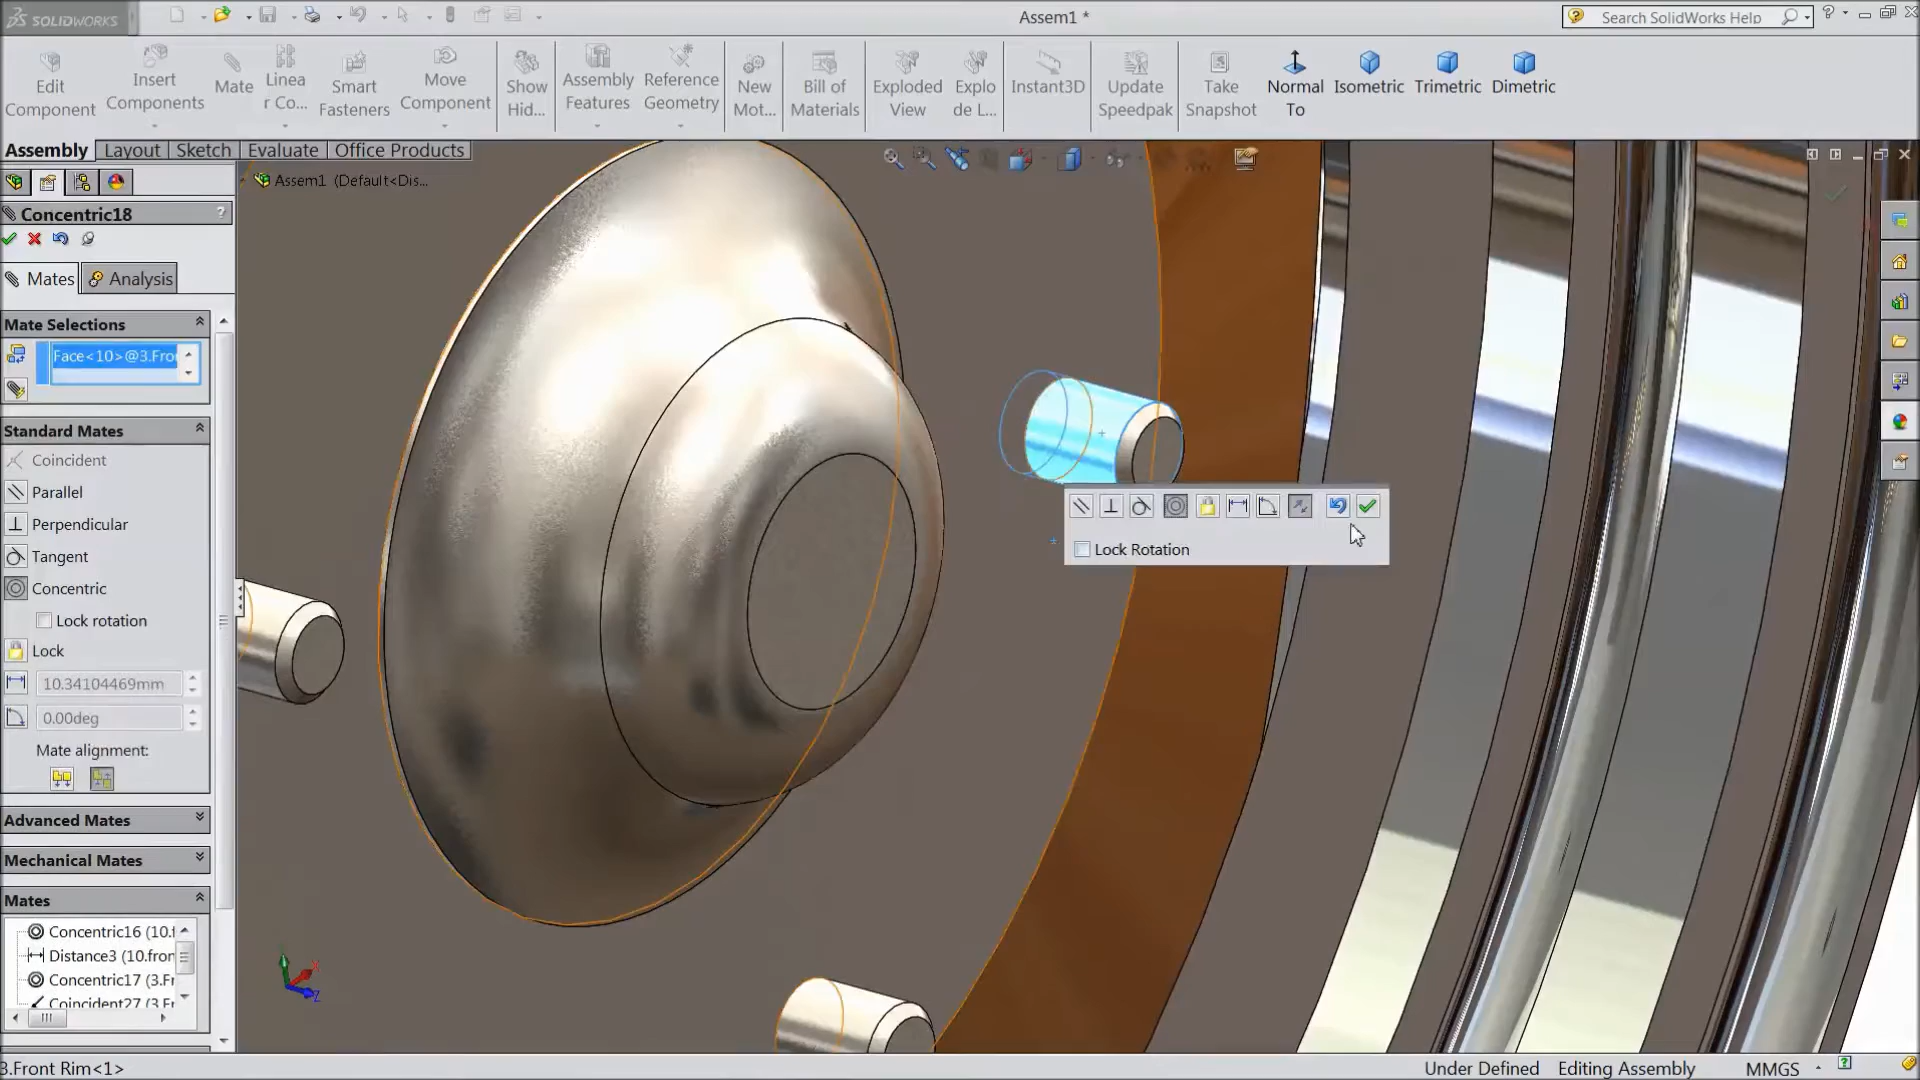 SOLIDWORKS
Assem1 *
Search SolidWorks Help
?
Edit Component
Insert Components
Mate
Linea r Co...
Smart Fasteners
Move Component
Show Hid...
Assembly Features
Reference Geometry
New Mot...
Bill of Materials
Exploded View
Explo de L...
Instant3D
Update Speedpak
Take Snapshot
Normal To
Isometric
Trimetric
Dimetric
Assembly
Layout
Sketch
Evaluate
Office Products
Assem1 (Default<Dis...
Concentric18
?
Mates
Analysis
Mate Selections
Face<10>@3.Fro
Standard Mates
Coincident
Parallel
Perpendicular
Tangent
Concentric
Lock rotation
Lock
10.34104469mm
0.00deg
Mate alignment:
Advanced Mates
Mechanical Mates
Mates
Concentric16 (10.f
Distance3 (10.fron
Concentric17 (3.Fr
Coincident27 (3.Fr
Lock Rotation
3.Front Rim<1>
Under Defined
Editing Assembly
MMGS